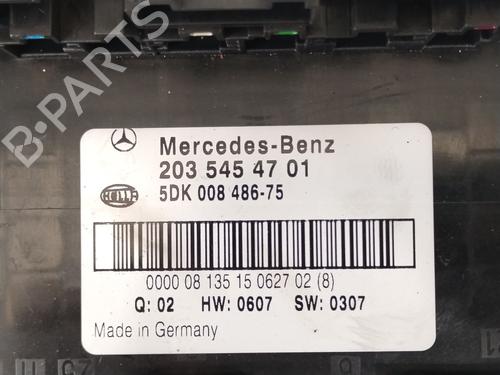 B-PARTS
Mercedes-Benz
203 545 47 01
HELLA
5DK 008 486-75
0000 08 135 15 0627 02 (8)
Q: 02 HW: 0607 SW: 0307
Made in Germany